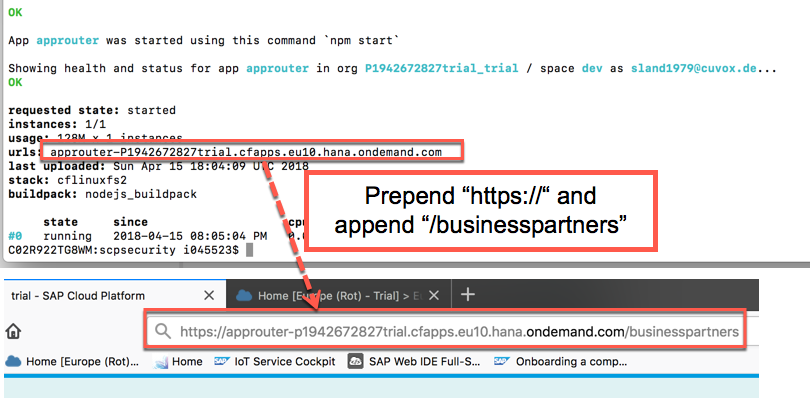 OK
App approuter was started using this command `npm start`
Showing health and status for app approuter in org P1942672827trial_trial / space dev as sland1979@cuvox.de...
OK
requested state: started
instances: 1/1
usage: 128M x 1 instances
urls: approuter-P1942672827trial.cfapps.eu10.hana.ondemand.com
last uploaded: Sun Apr 15 18:04:09 UTC 2018
stack: cflinuxfs2
buildpack: nodejs_buildpack
state since cpu
#0 running 2018-04-15 08:05:04 PM
C02R922TG8WM:scpsecurity i045523$
Prepend “https://“ and
append “/businesspartners”
trial - SAP Cloud Platform
Home [Europe (Rot) - Trial] >
https://approuter-p1942672827trial.cfapps.eu10.hana.ondemand.com/businesspartners
Home [Europe (Rot)... Home IoT Service Cockpit SAP Web IDE Full-S... Onboarding a comp...